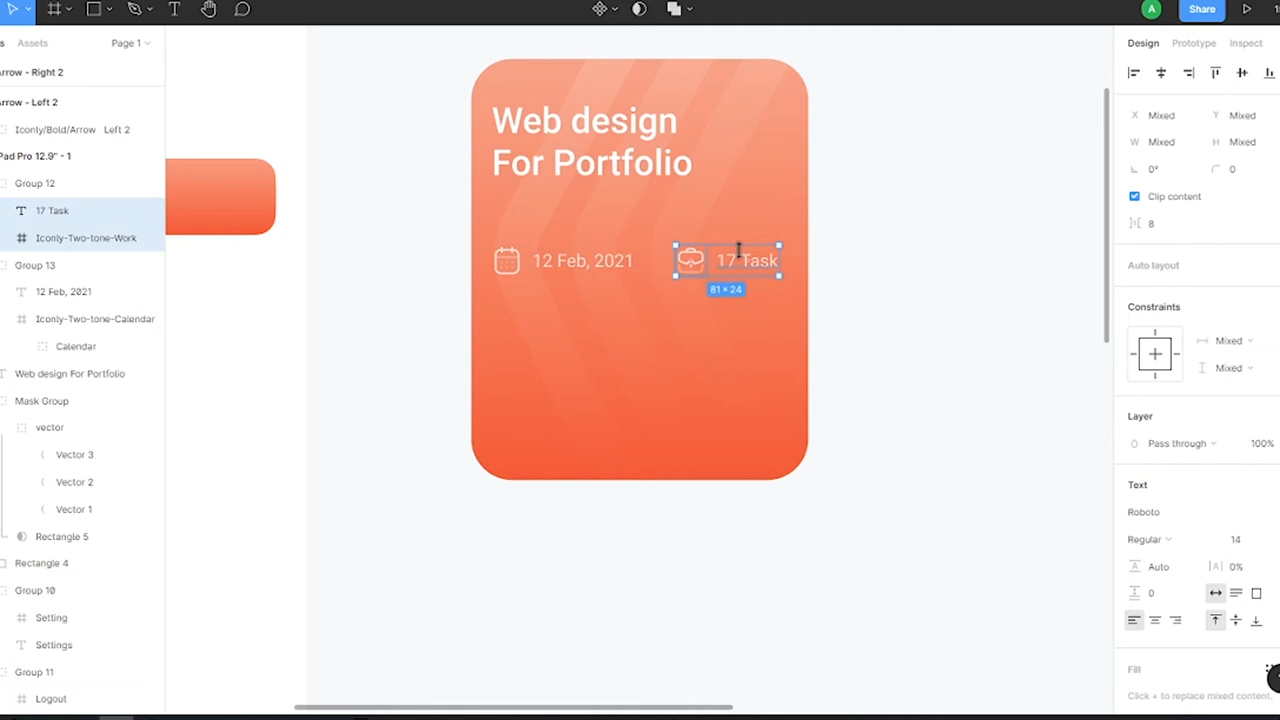 A
Share
Assets
Page 1
Arrow - Right 2
Arrow - Left 2
Iconly/Bold/Arrow Left 2
Pad Pro 12.9" - 1
Group 12
17 Task
Iconly-Two-tone-Work
Group 13
12 Feb, 2021
Iconly-Two-tone-Calendar
Calendar
Web design For Portfolio
Mask Group
vector
Vector 3
Vector 2
Vector 1
Rectangle 5
Rectangle 4
Group 10
Setting
Settings
Group 11
Logout
Web design
For Portfolio
12 Feb, 2021
17 Task
81 × 24
Design Prototype Inspect
X Mixed Y Mixed
W Mixed H Mixed
0° 0
Clip content
8
Auto layout
Constraints
Mixed
Mixed
Layer
Pass through 100%
Text
Roboto
Regular 14
Auto 0%
0
Fill
Click + to replace mixed content.